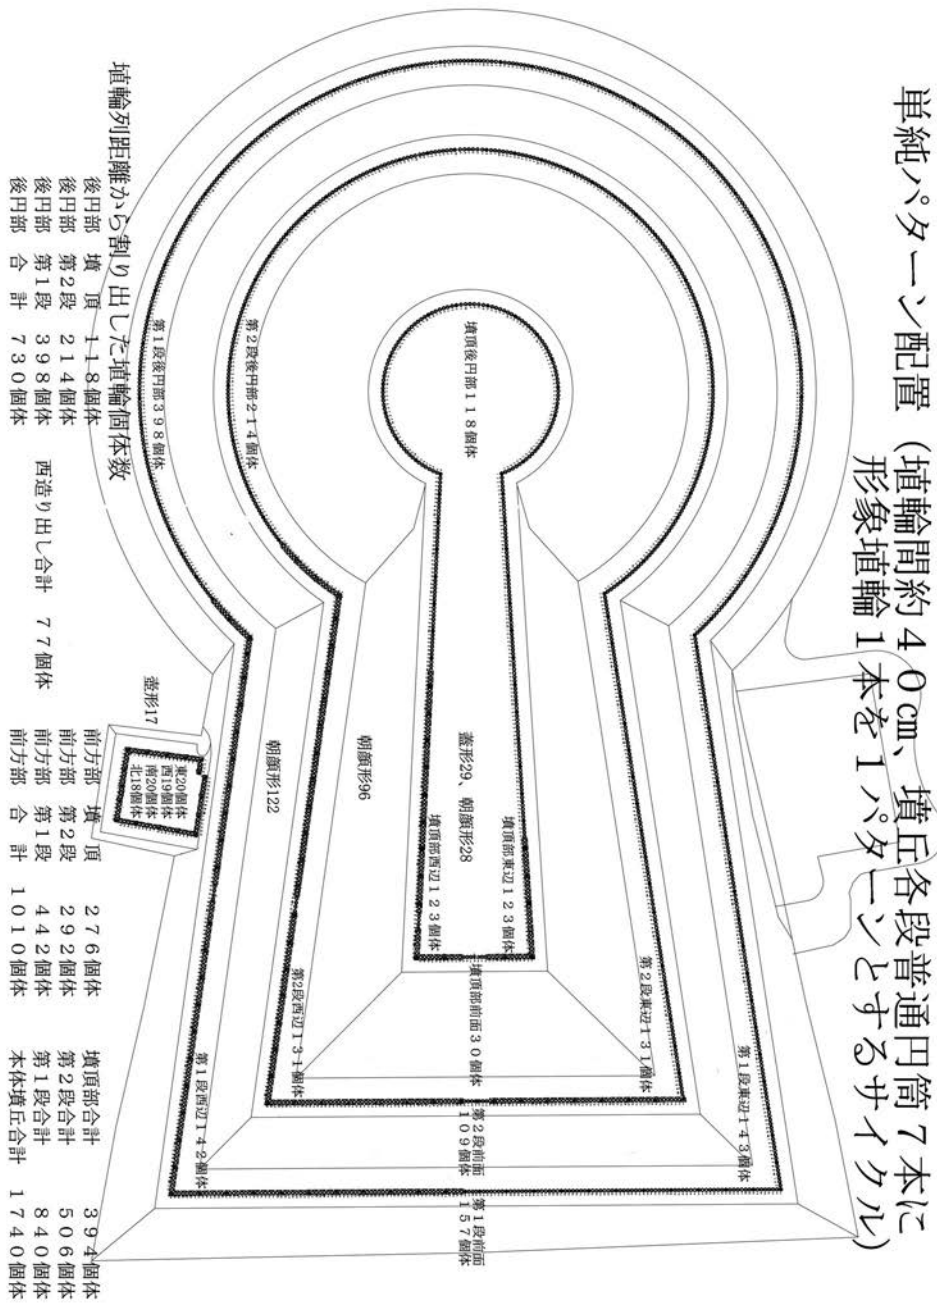 単純パターン配置（埴輪間約４０㎝、墳丘各段普通円筒７本に
形象埴輪１本を１パターンとするサイクル）
墳頂後円部１１８個体
第２段後円部２１４個体
第１段後円部３９８個体
蓋形29、朝顔形28
朝顔形96
朝顔形122
壺形17
東20個体
西19個体
南20個体
北18個体
墳頂部東辺１２３個体
墳頂部西辺１２３個体
墳頂部前面３０個体
第２段東辺１３１個体
第2段西辺１３１個体
第２段前面
１０９個体
第１段東辺１４３個体
第１段西辺１４２個体
第１段前面
１５７個体
埴輪列距離から割り出した埴輪個体数
後円部　墳　頂　１１８個体
後円部　第２段　２１４個体
後円部　第１段　３９８個体
後円部　合　計　７３０個体
西造り出し合計　７７個体
前方部　墳　頂　２７６個体
前方部　第２段　２９２個体
前方部　第１段　４４２個体
前方部　合　計　１０１０個体
墳頂部合計　３９４個体
第２段合計　５０６個体
第１段合計　８４０個体
本体墳丘合計　１７４０個体